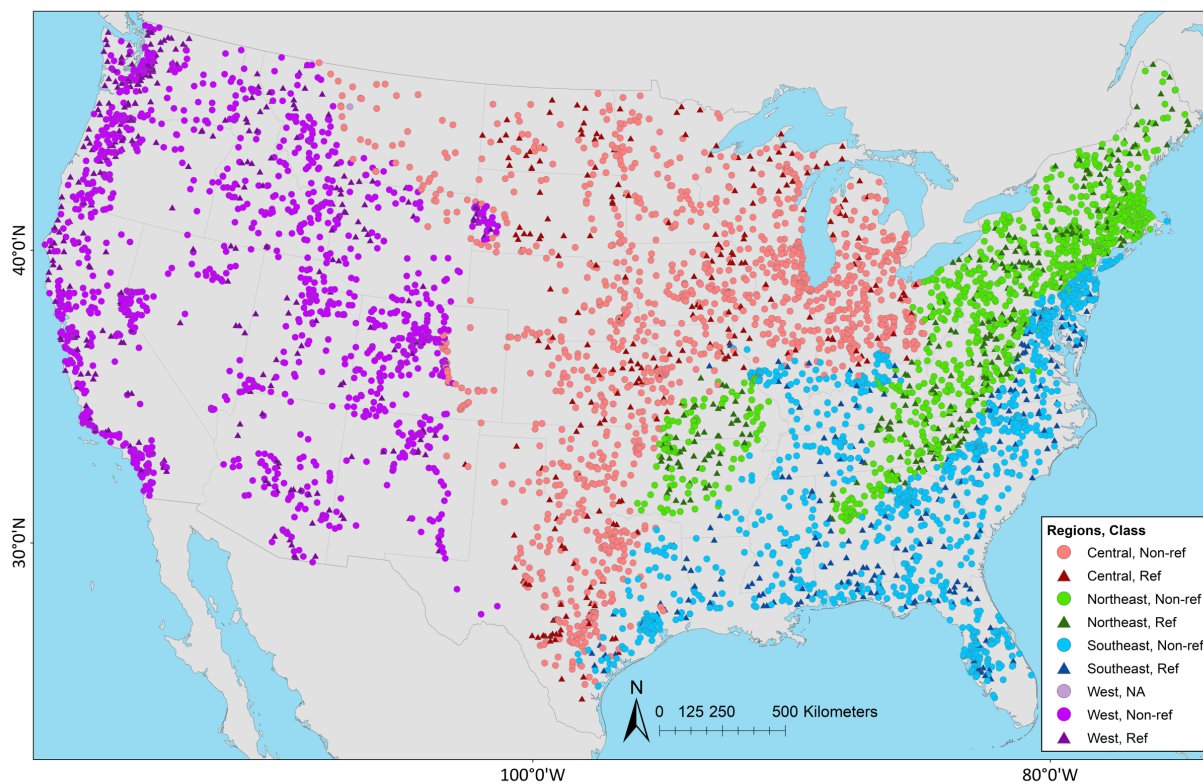 40°0'N
30°0'N
Regions, Class
Central, Non-ref
Central, Ref
Northeast, Non-ref
Northeast, Ref
Southeast, Non-ref
Southeast, Ref
West, NA
West, Non-ref
West, Ref
N
0 125 250 500 Kilometers
100°0'W 80°0'W